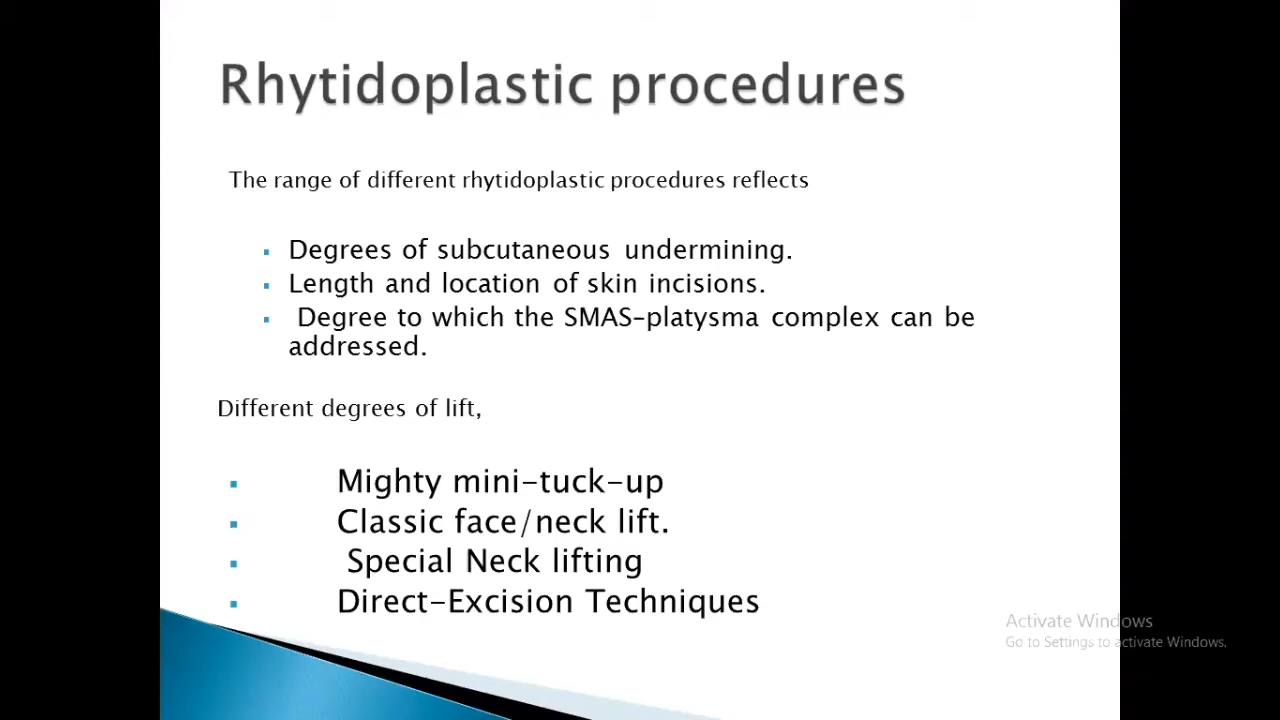 Rhytidoplastic procedures
The range of different rhytidoplastic procedures reflects
▪ Degrees of subcutaneous undermining.
▪ Length and location of skin incisions.
▪ Degree to which the SMAS-platysma complex can be
addressed.
Different degrees of lift,
▪ Mighty mini-tuck-up
▪ Classic face/neck lift.
▪ Special Neck lifting
▪ Direct-Excision Techniques
Activate Windows
Go to Settings to activate Windows.